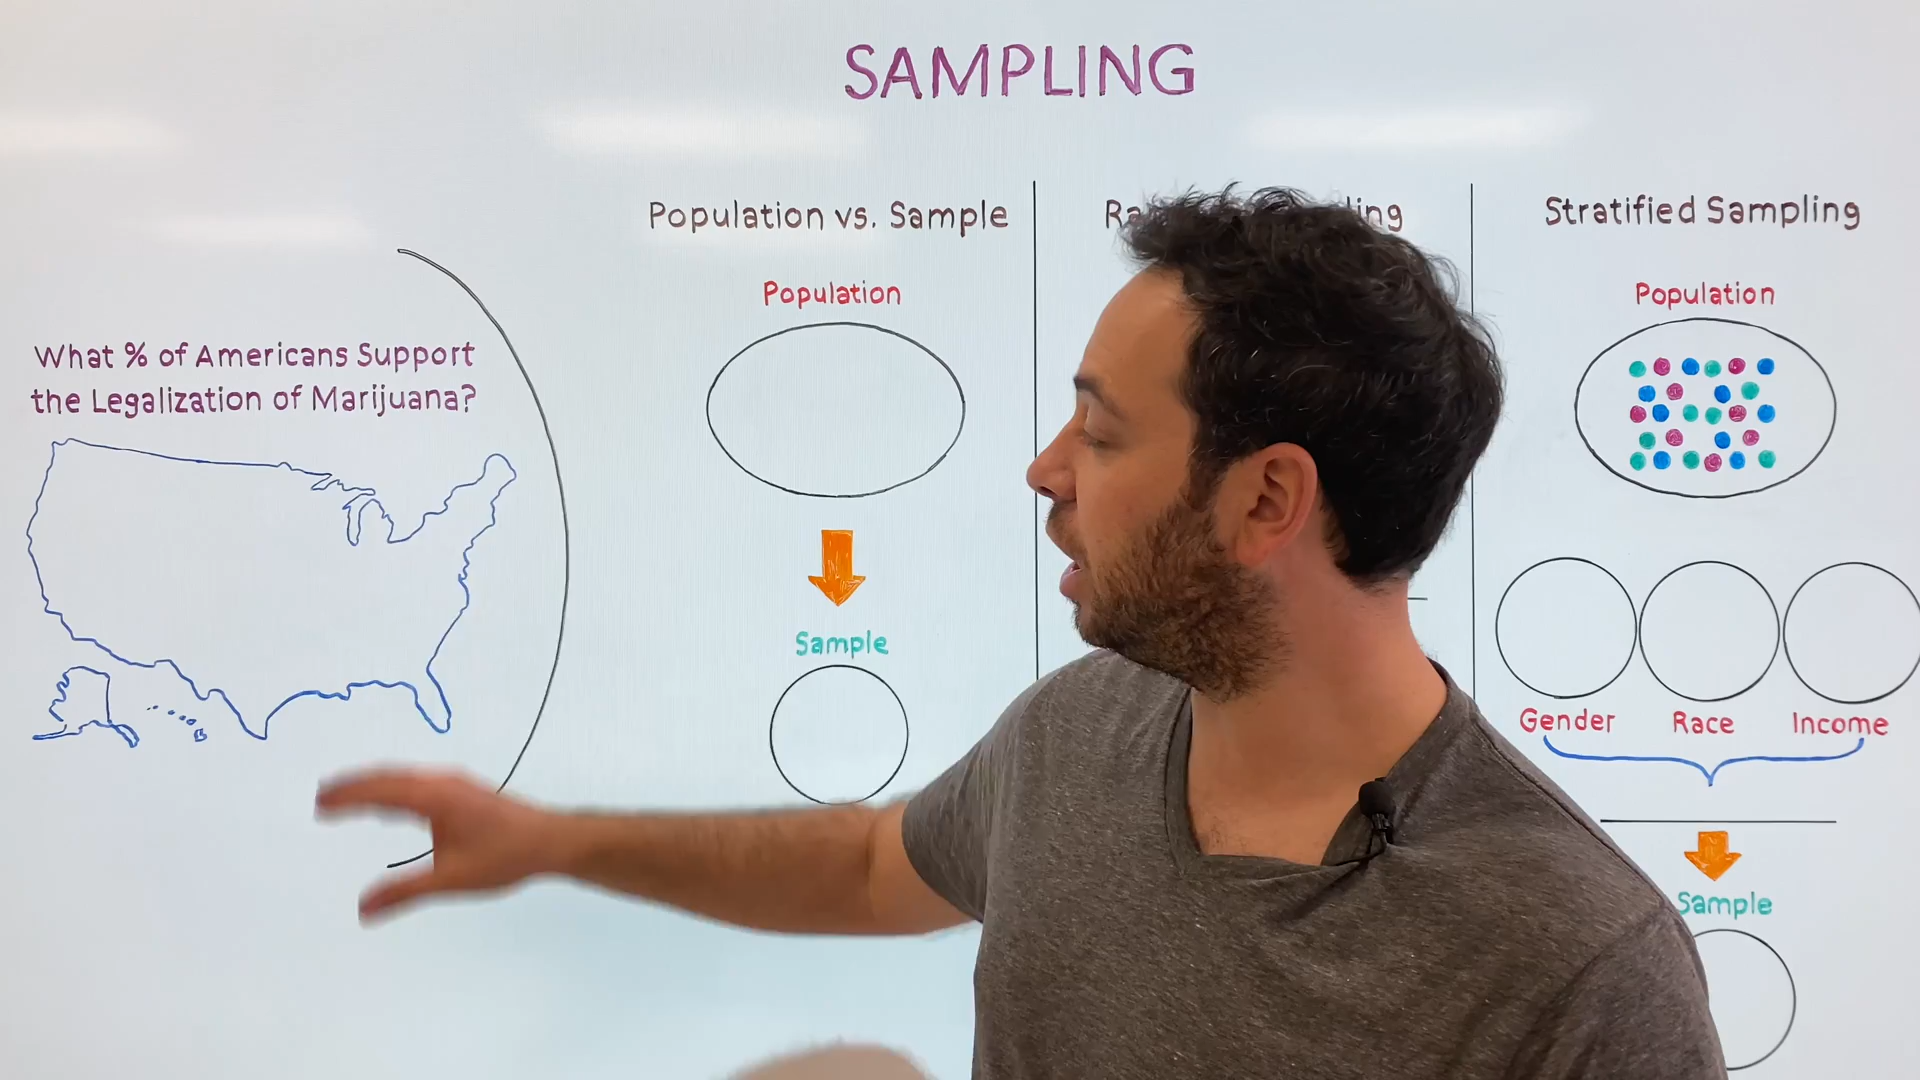 SAMPLING
What % of Americans Support
the Legalization of Marijuana?
Population vs. Sample
Population
Sample
Stratified Sampling
Population
Gender Race Income
Sample